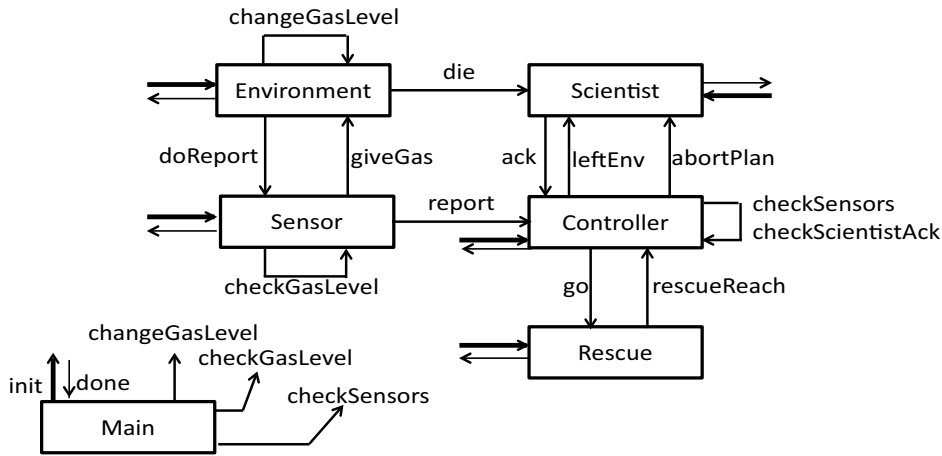 changeGasLevel
Environment
die
Scientist
doReport
giveGas
ack
leftEnv
abortPlan
Sensor
report
Controller
checkSensors
checkScientistAck
checkGasLevel
go
rescueReach
Rescue
changeGasLevel
checkGasLevel
init
done
checkSensors
Main